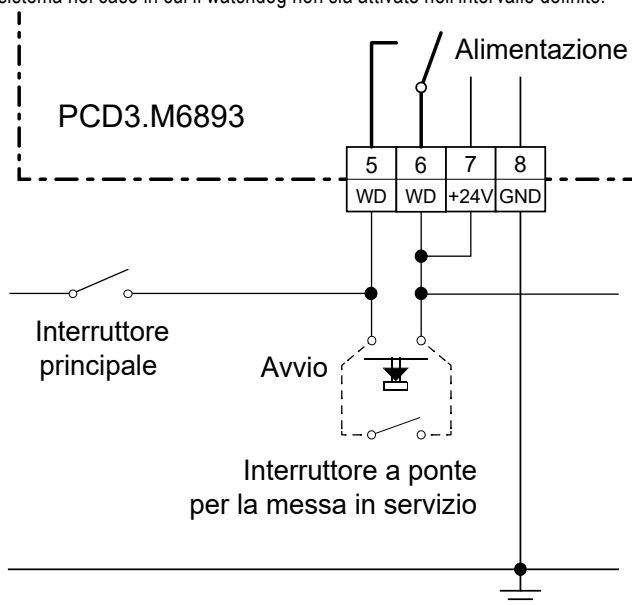 sistema nel caso in cui il watchdog non sia attivato nell'intervallo definito.
Alimentazione
PCD3.M6893
5 6 7 8
WD WD +24V GND
Interruttore
principale
Avvio
Interruttore a ponte
per la messa in servizio